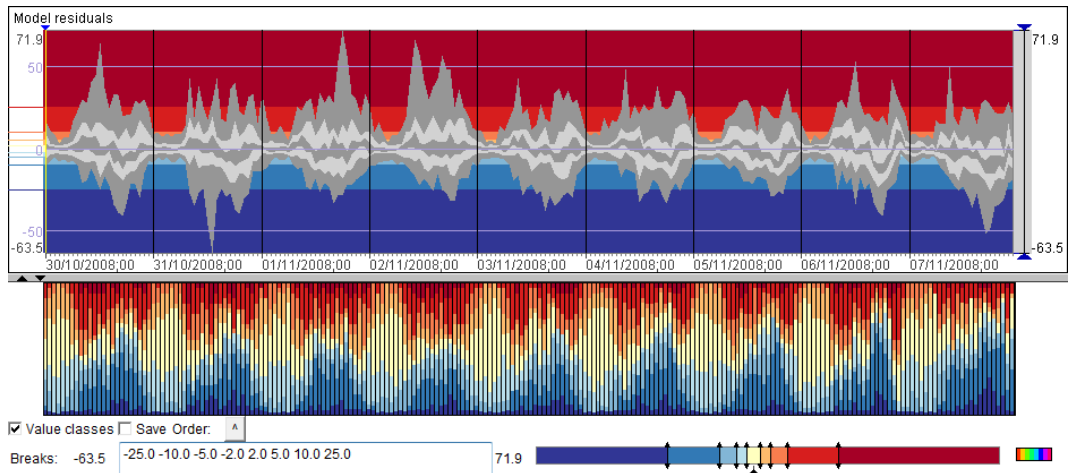 Model residuals
71.9 71.9
50
0
-50
-63.5 -63.5
30/10/2008;00 31/10/2008;00 01/11/2008;00 02/11/2008;00 03/11/2008;00 04/11/2008;00 05/11/2008;00 06/11/2008;00 07/11/2008;00
Value classes Save Order: ^
Breaks: -63.5 -25.0 -10.0 -5.0 -2.0 2.0 5.0 10.0 25.0 71.9